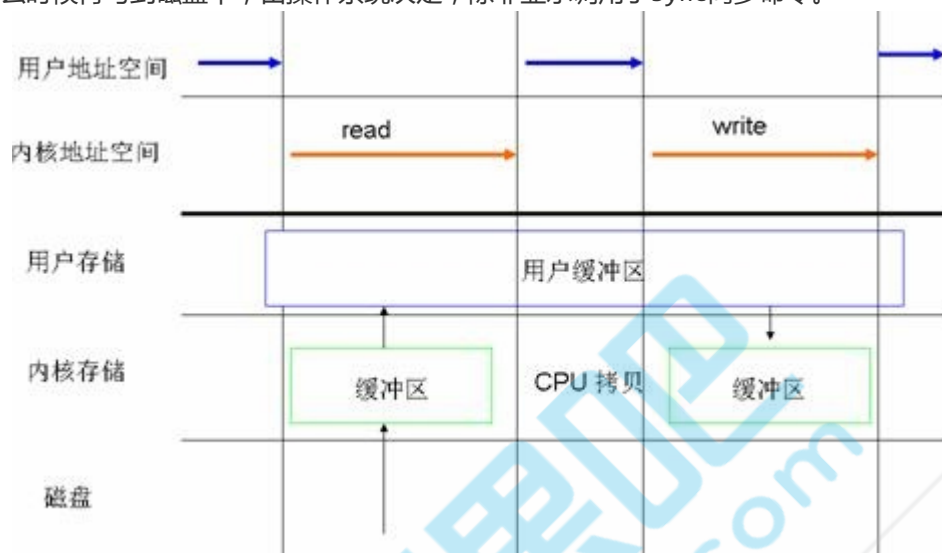 用户地址空间
read
write
内核地址空间
用户存储
用户缓冲区
内核存储
缓冲区
CPU 拷贝
缓冲区
磁盘